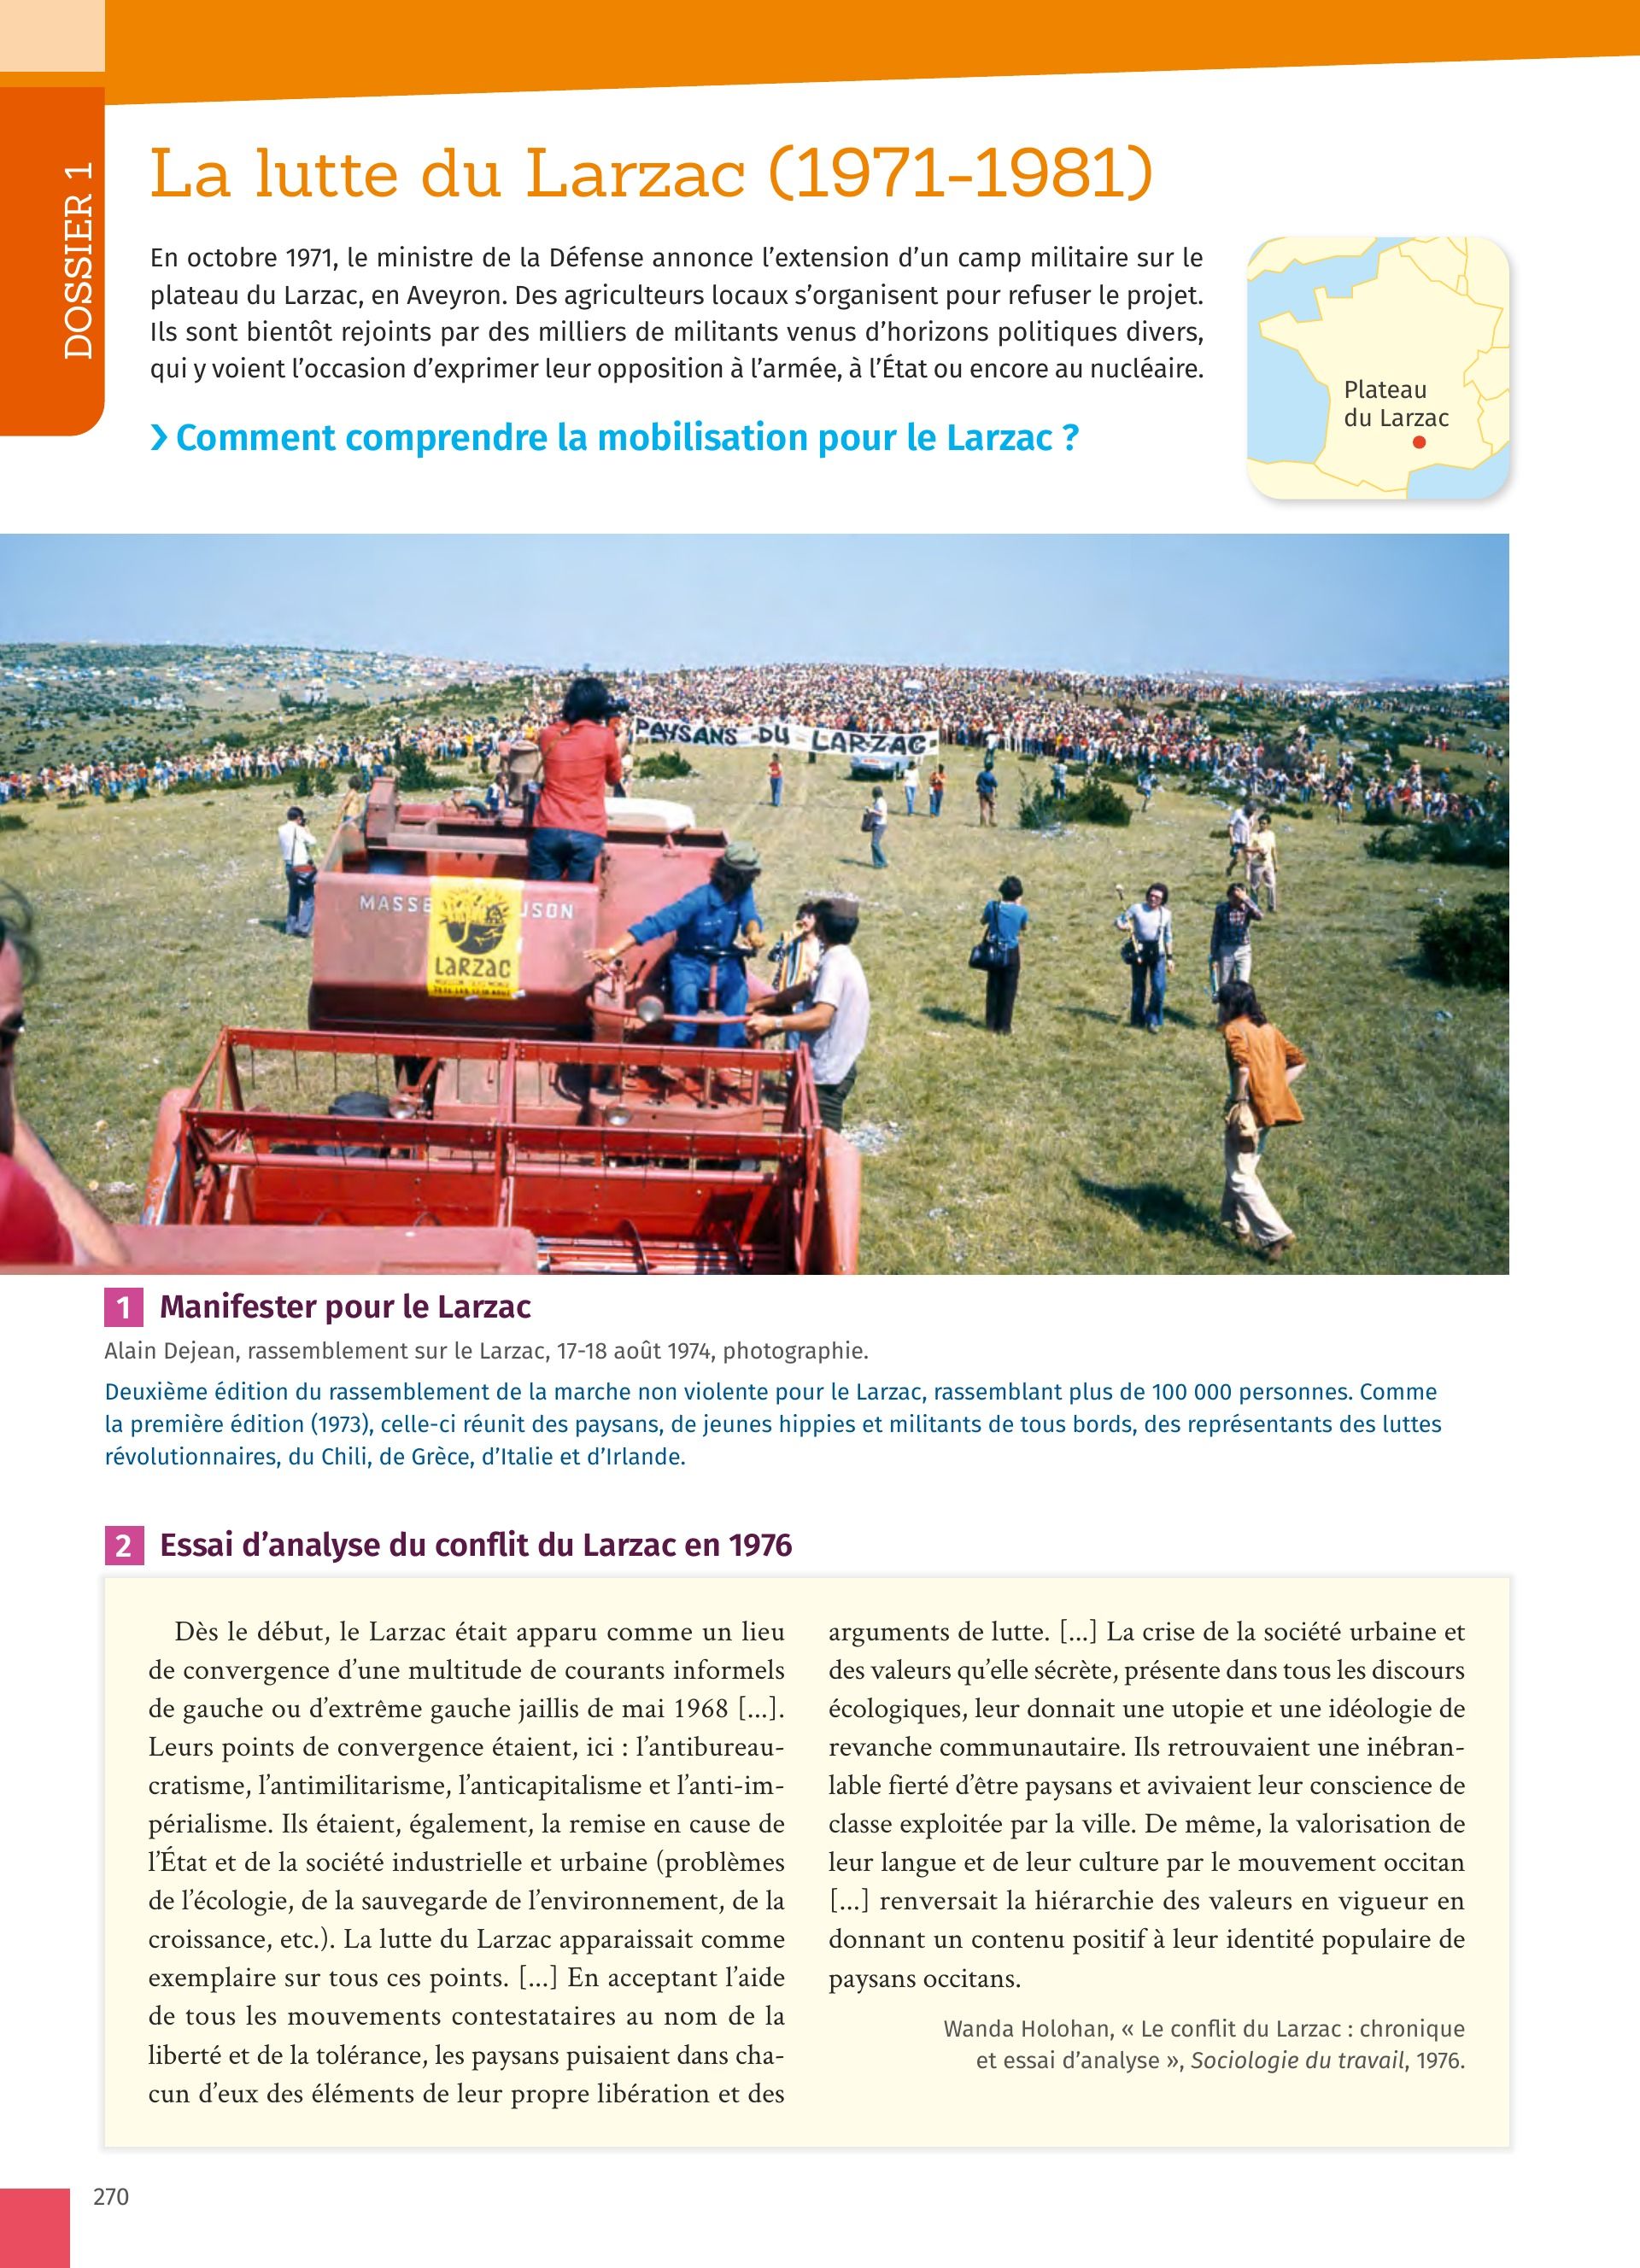 DOSSIER 1
La lutte du Larzac (1971-1981)
En octobre 1971, le ministre de la Défense annonce l’extension d’un camp militaire sur le
plateau du Larzac, en Aveyron. Des agriculteurs locaux s’organisent pour refuser le projet.
Ils sont bientôt rejoints par des milliers de militants venus d’horizons politiques divers,
qui y voient l’occasion d’exprimer leur opposition à l’armée, à l’État ou encore au nucléaire.
Comment comprendre la mobilisation pour le Larzac ?
Plateau
du Larzac
PAYSANS DU LARZAC
MASSE USON
LARZAC
1 Manifester pour le Larzac
Alain Dejean, rassemblement sur le Larzac, 17-18 août 1974, photographie.
Deuxième édition du rassemblement de la marche non violente pour le Larzac, rassemblant plus de 100 000 personnes. Comme
la première édition (1973), celle-ci réunit des paysans, de jeunes hippies et militants de tous bords, des représentants des luttes
révolutionnaires, du Chili, de Grèce, d’Italie et d’Irlande.
2 Essai d’analyse du conflit du Larzac en 1976
Dès le début, le Larzac était apparu comme un lieu
de convergence d’une multitude de courants informels
de gauche ou d’extrême gauche jaillis de mai 1968 [...].
Leurs points de convergence étaient, ici : l’antibureau-
cratisme, l’antimilitarisme, l’anticapitalisme et l’anti-im-
périalisme. Ils étaient, également, la remise en cause de
l’État et de la société industrielle et urbaine (problèmes
de l’écologie, de la sauvegarde de l’environnement, de la
croissance, etc.). La lutte du Larzac apparaissait comme
exemplaire sur tous ces points. [...] En acceptant l’aide
de tous les mouvements contestataires au nom de la
liberté et de la tolérance, les paysans puisaient dans cha-
cun d’eux des éléments de leur propre libération et des
arguments de lutte. [...] La crise de la société urbaine et
des valeurs qu’elle sécrète, présente dans tous les discours
écologiques, leur donnait une utopie et une idéologie de
revanche communautaire. Ils retrouvaient une inébran-
lable fierté d’être paysans et avivaient leur conscience de
classe exploitée par la ville. De même, la valorisation de
leur langue et de leur culture par le mouvement occitan
[...] renversait la hiérarchie des valeurs en vigueur en
donnant un contenu positif à leur identité populaire de
paysans occitans.
Wanda Holohan, « Le conflit du Larzac : chronique
et essai d’analyse », Sociologie du travail, 1976.
270